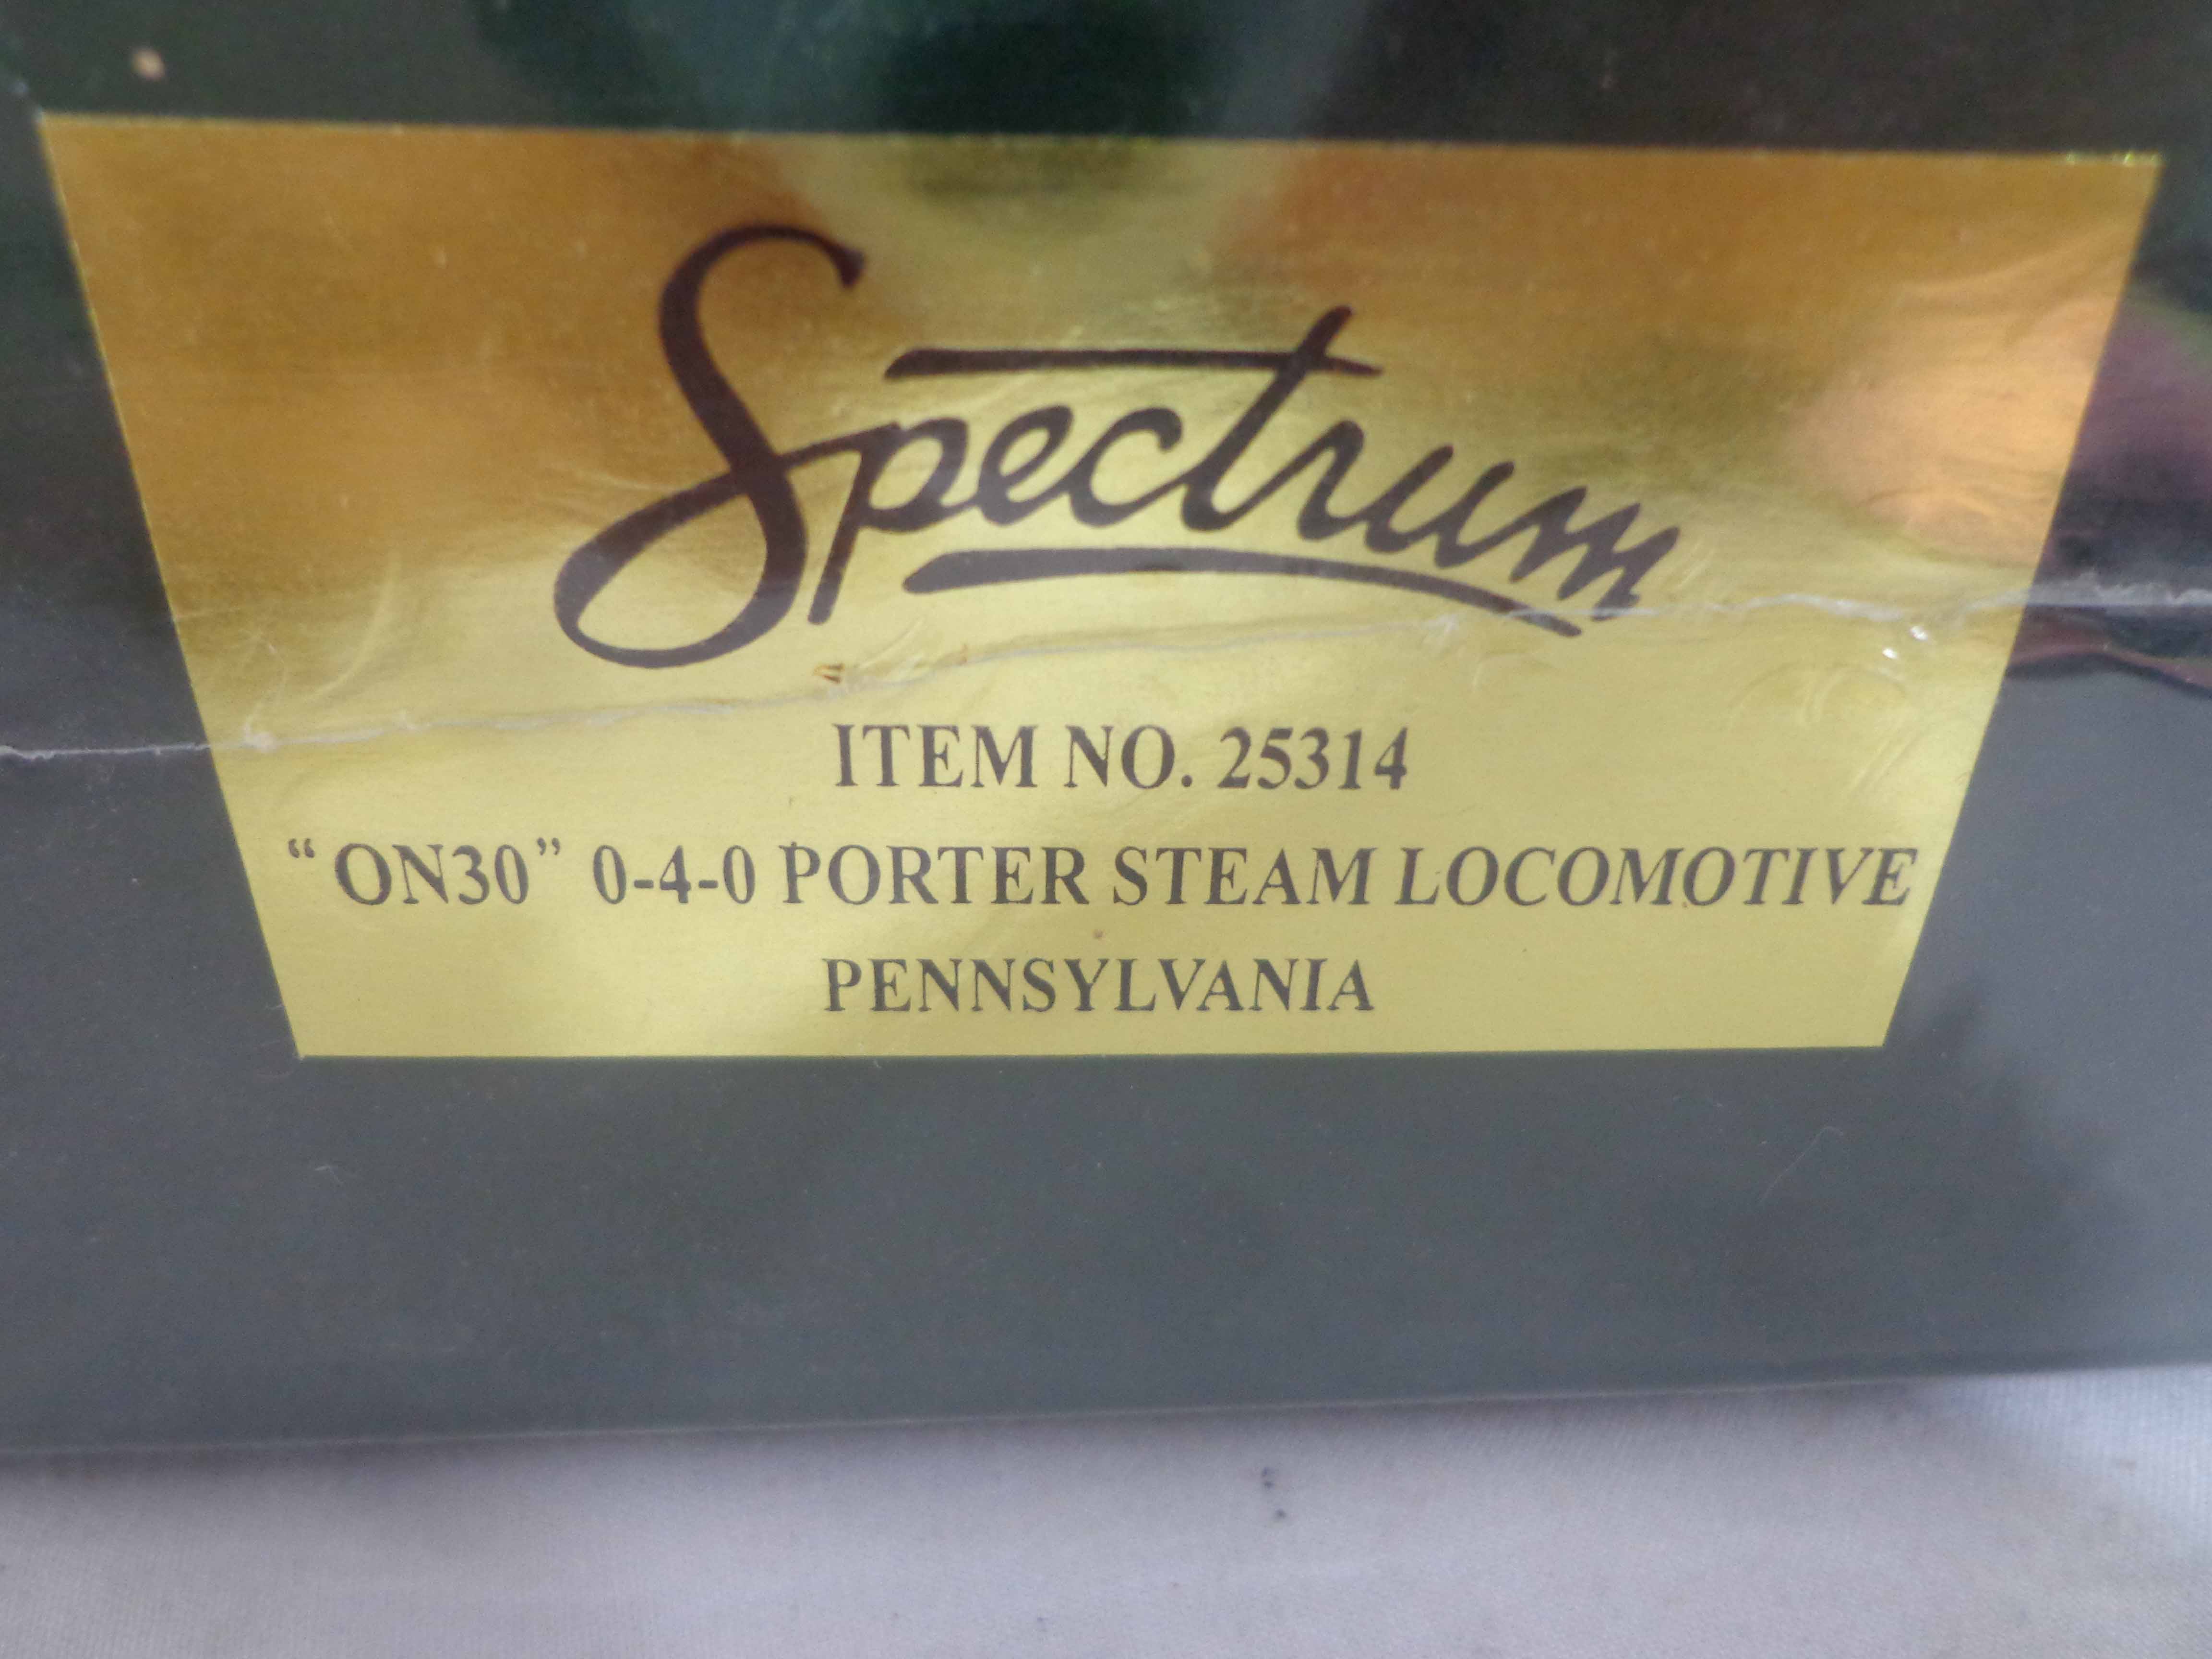 Spectrum
ITEM NO. 25314
“ON30” 0-4-0 PORTER STEAM LOCOMOTIVE
PENNSYLVANIA